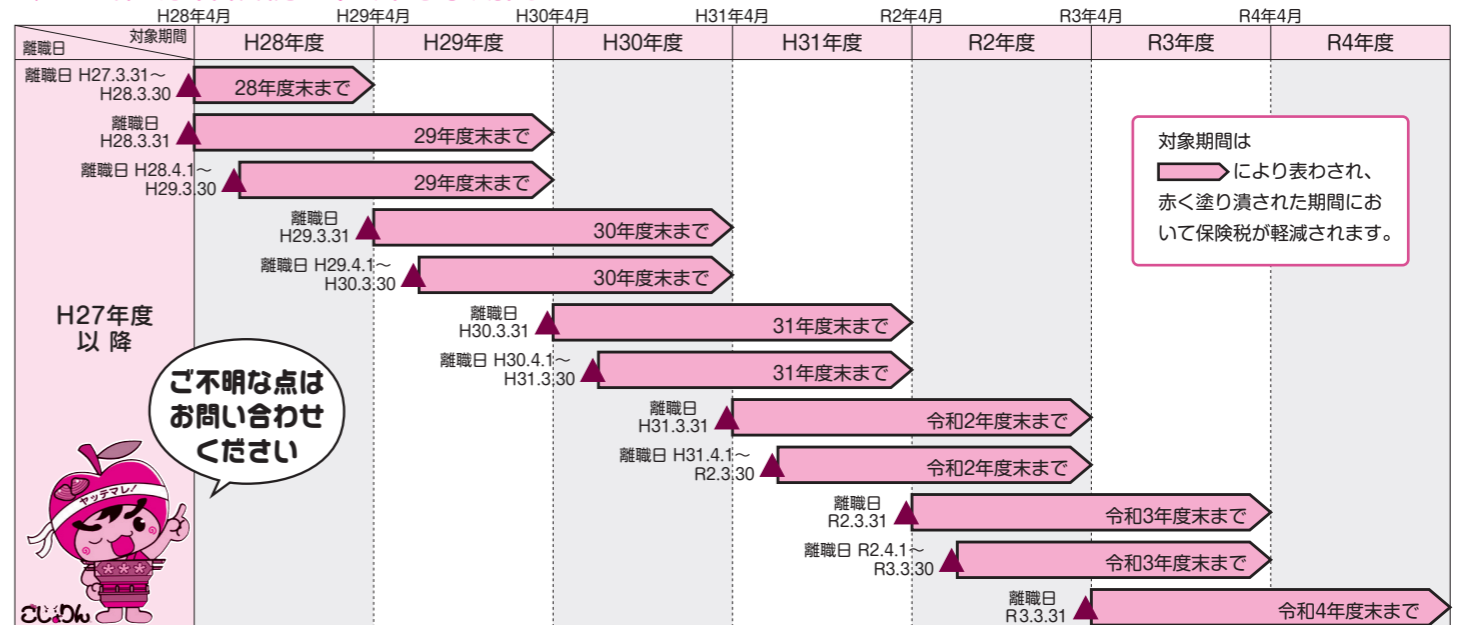 H28年4月 H29年4月 H30年4月 H31年4月 R2年4月 R3年4月 R4年4月
対象期間
離職日
H28年度 H29年度 H30年度 H31年度 R2年度 R3年度 R4年度
離職日 H27.3.31～
H28.3.30
28年度末まで
離職日
H28.3.31
29年度末まで
離職日 H28.4.1～
H29.3.30
29年度末まで
離職日
H29.3.31
30年度末まで
離職日 H29.4.1～
H30.3.30
30年度末まで
離職日
H30.3.31
31年度末まで
離職日 H30.4.1～
H31.3.30
31年度末まで
離職日
H31.3.31
令和2年度末まで
離職日 H31.4.1～
R2.3.30
令和2年度末まで
離職日
R2.3.31
令和3年度末まで
離職日 R2.4.1～
R3.3.30
令和3年度末まで
離職日
R3.3.31
令和4年度末まで
対象期間は
により表わされ、
赤く塗り潰された期間にお
いて保険税が軽減されます。
H27年度
以 降
ご不明な点は
お問い合わせ
ください
ヤッテマレ!
ごしょりん